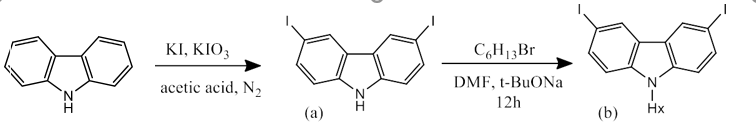 N
H
KI, KIO3
acetic acid, N2
I
I
N
H
(a)
C6H13Br
DMF, t-BuONa
12h
I
I
N
Hx
(b)